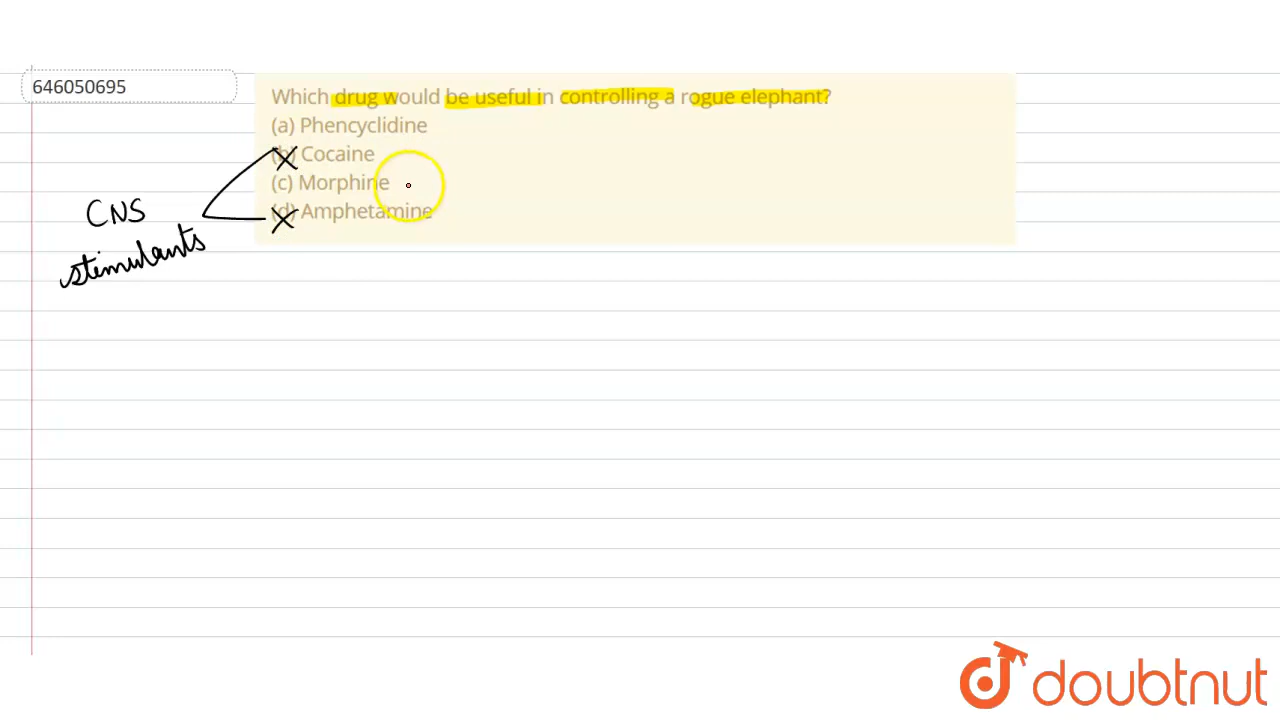 646050695
Which drug would be useful in controlling a rogue elephant?
(a) Phencyclidine
(b) Cocaine
(c) Morphine
(d) Amphetamine
CNS
stimulants
doubtnut